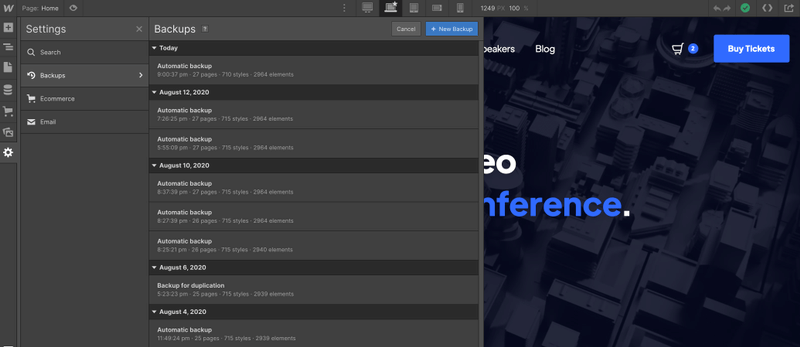 Page: Home
1249 PX 100 %
Settings
Search
Backups
Ecommerce
Email
Backups ?
Cancel
+ New Backup
Today
Automatic backup
9:00:37 pm · 27 pages · 710 styles · 2964 elements
August 12, 2020
Automatic backup
7:26:25 pm · 27 pages · 715 styles · 2964 elements
Automatic backup
5:55:09 pm · 27 pages · 715 styles · 2964 elements
August 10, 2020
Automatic backup
8:37:39 pm · 27 pages · 715 styles · 2964 elements
Automatic backup
8:27:39 pm · 26 pages · 715 styles · 2964 elements
Automatic backup
8:25:21 pm · 26 pages · 715 styles · 2940 elements
August 6, 2020
Backup for duplication
5:23:23 pm · 25 pages · 715 styles · 2939 elements
August 4, 2020
Automatic backup
11:49:24 pm · 25 pages · 715 styles · 2939 elements
peakers
Blog
2
Buy Tickets
eo
nference.